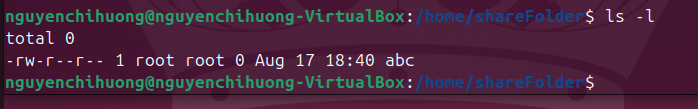 nguyenchihuong@nguyenchihuong-VirtualBox:/home/shareFolder$ ls -l
total 0
-rw-r--r-- 1 root root 0 Aug 17 18:40 abc
nguyenchihuong@nguyenchihuong-VirtualBox:/home/shareFolder$